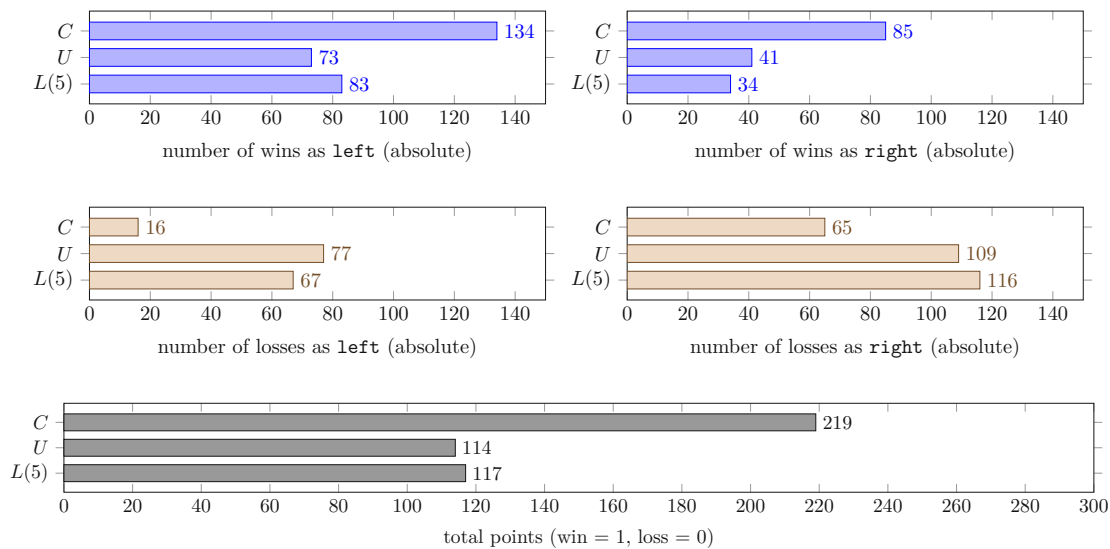 C 134
U 73
L(5) 83
0 20 40 60 80 100 120 140
number of wins as left (absolute)
C 85
U 41
L(5) 34
0 20 40 60 80 100 120 140
number of wins as right (absolute)
C 16
U 77
L(5) 67
0 20 40 60 80 100 120 140
number of losses as left (absolute)
C 65
U 109
L(5) 116
0 20 40 60 80 100 120 140
number of losses as right (absolute)
C 219
U 114
L(5) 117
0 20 40 60 80 100 120 140 160 180 200 220 240 260 280 300
total points (win = 1, loss = 0)